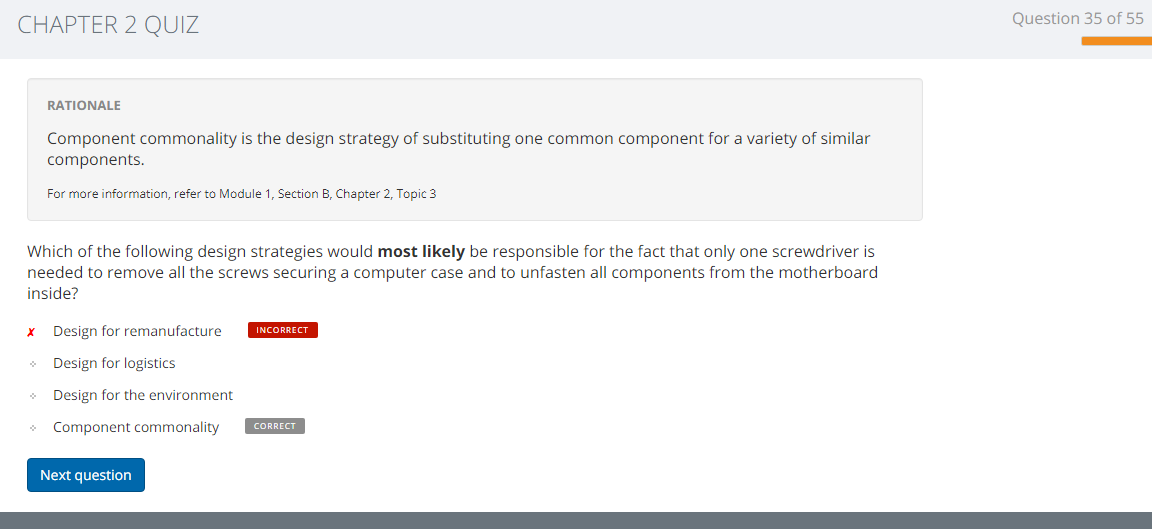 CHAPTER 2 QUIZ
Question 35 of 55
RATIONALE
Component commonality is the design strategy of substituting one common component for a variety of similar
components.
For more information, refer to Module 1, Section B, Chapter 2, Topic 3
Which of the following design strategies would most likely be responsible for the fact that only one screwdriver is
needed to remove all the screws securing a computer case and to unfasten all components from the motherboard
inside?
✗ Design for remanufacture INCORRECT
Design for logistics
Design for the environment
Component commonality CORRECT
Next question